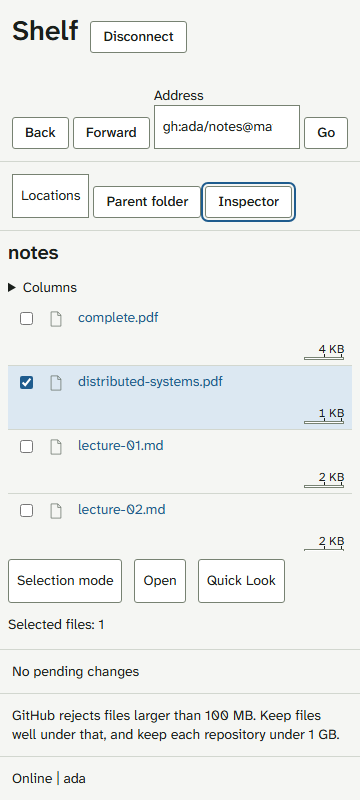 Shelf
Disconnect
Address
Back
Forward
gh:ada/notes@ma
Go
Locations
Parent folder
Inspector
notes
Columns
complete.pdf
4 KB
distributed-systems.pdf
1 KB
lecture-01.md
2 KB
lecture-02.md
2 KB
Selection mode
Open
Quick Look
Selected files: 1
No pending changes
GitHub rejects files larger than 100 MB. Keep files
well under that, and keep each repository under 1 GB.
Online | ada